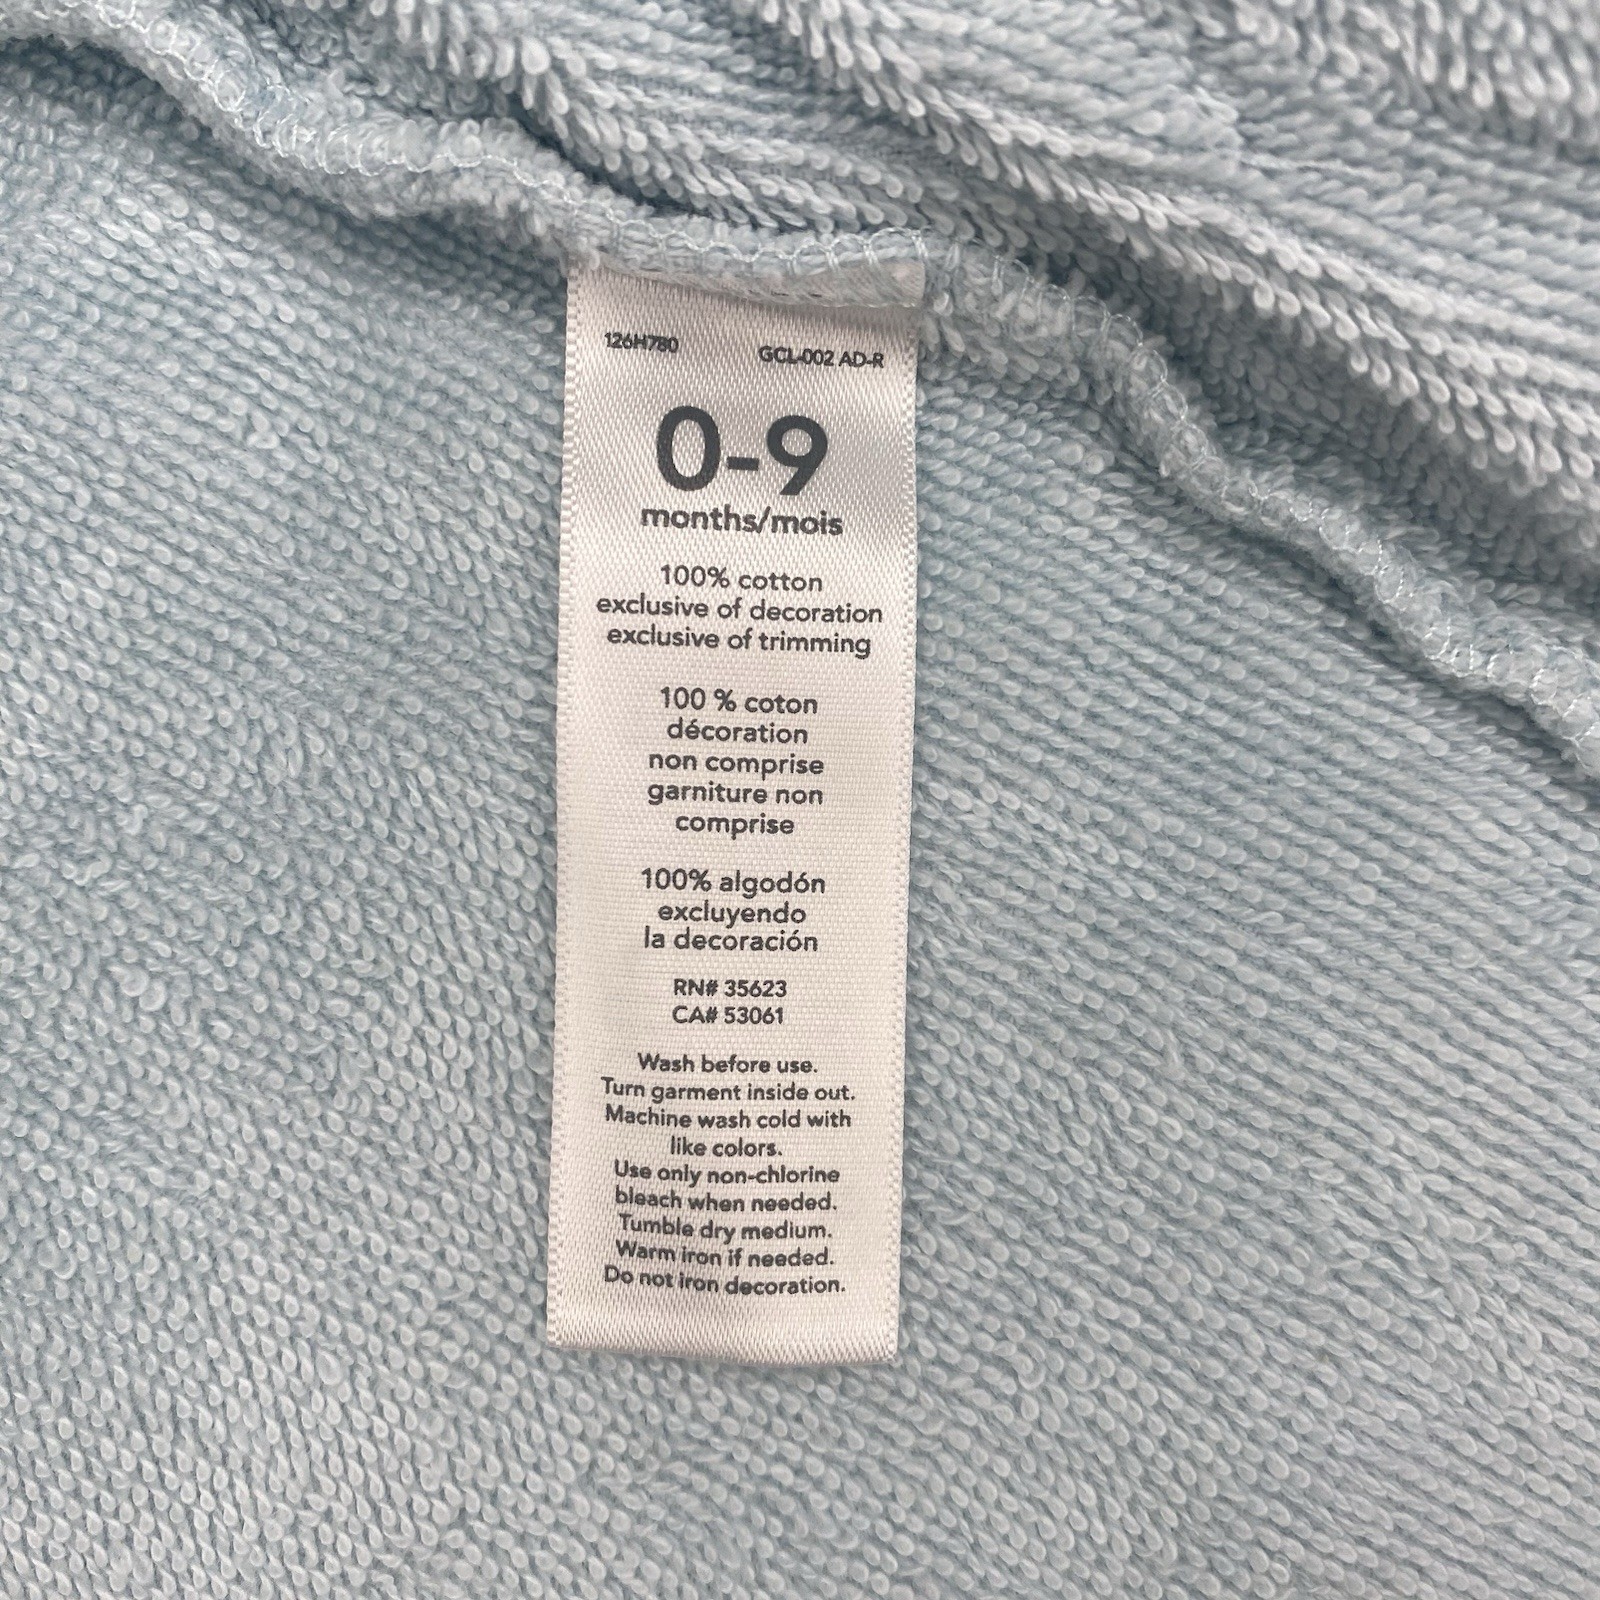 126H780 GCL-002 AD-R
0-9
months/mois
100% cotton
exclusive of decoration
exclusive of trimming
100 % coton
décoration
non comprise
garniture non
comprise
100% algodón
excluyendo
la decoración
RN# 35623
CA# 53061
Wash before use.
Turn garment inside out.
Machine wash cold with
like colors.
Use only non-chlorine
bleach when needed.
Tumble dry medium.
Warm iron if needed.
Do not iron decoration.